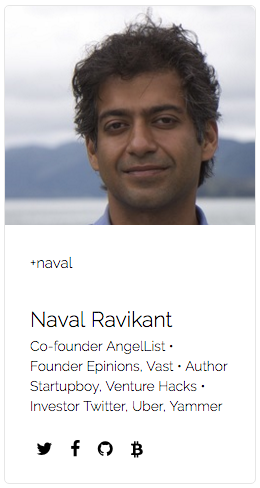 +naval
Naval Ravikant
Co-founder AngelList •
Founder Epinions, Vast • Author
Startupboy, Venture Hacks •
Investor Twitter, Uber, Yammer